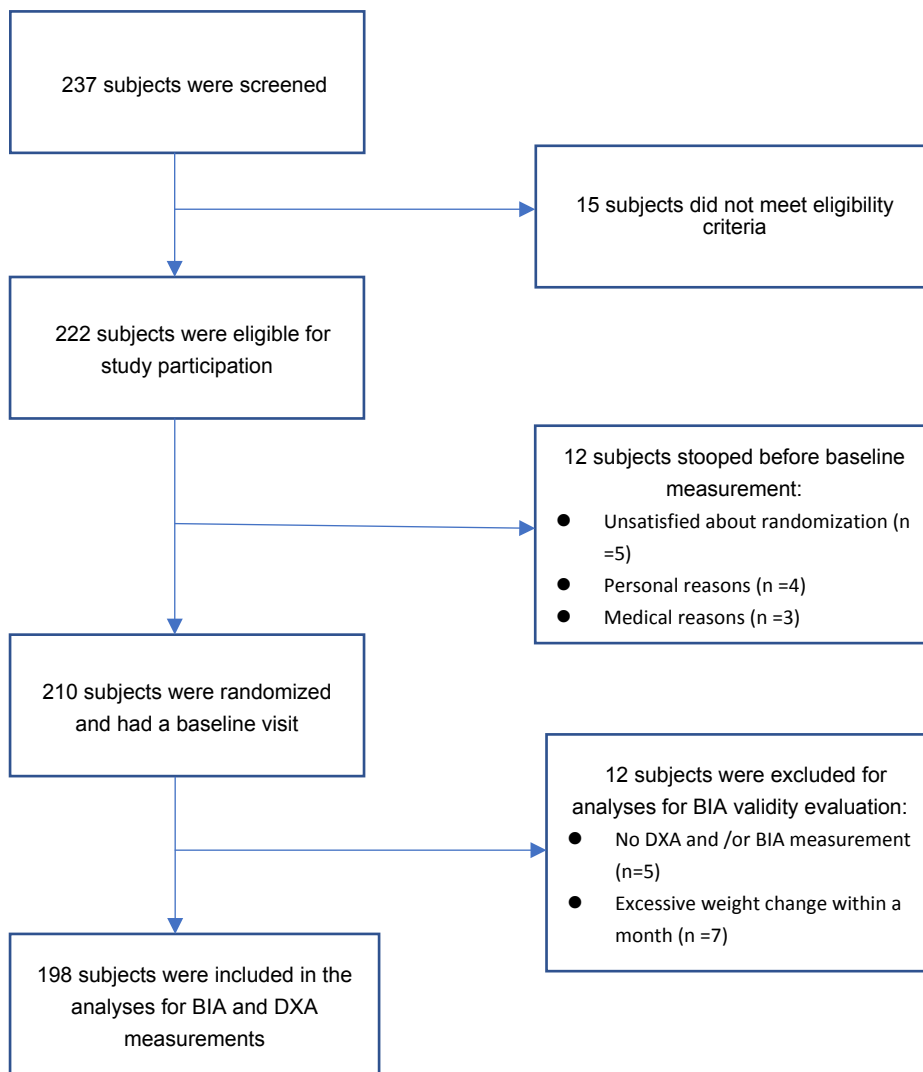 237 subjects were screened
15 subjects did not meet eligibility
criteria
222 subjects were eligible for
study participation
12 subjects stooped before baseline
measurement:
● Unsatisfied about randomization (n
=5)
● Personal reasons (n =4)
● Medical reasons (n =3)
210 subjects were randomized
and had a baseline visit
12 subjects were excluded for
analyses for BIA validity evaluation:
● No DXA and /or BIA measurement
(n=5)
● Excessive weight change within a
month (n =7)
198 subjects were included in the
analyses for BIA and DXA
measurements